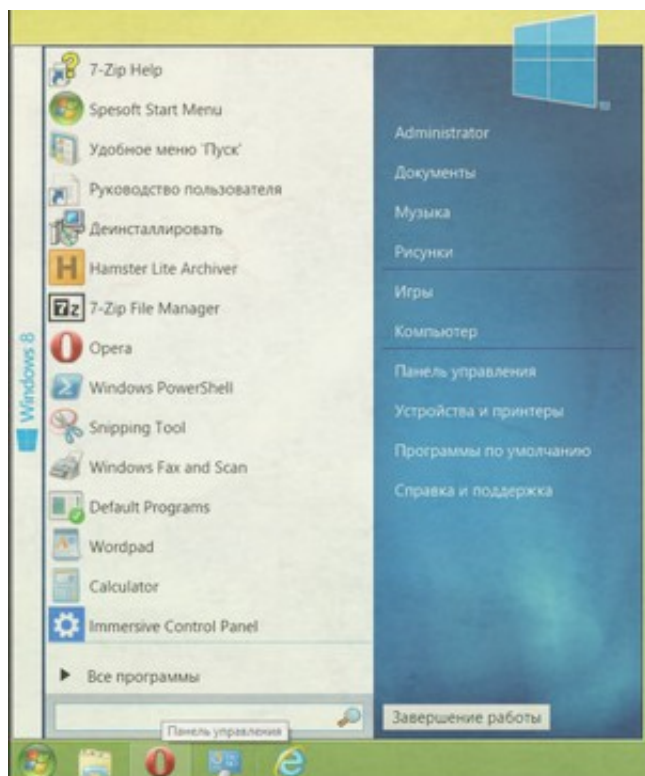 7-Zip Help
Spesoft Start Menu
Удобное меню 'Пуск'
Руководство пользователя
Деинсталлировать
Hamster Lite Archiver
7-Zip File Manager
Opera
Windows PowerShell
Snipping Tool
Windows Fax and Scan
Default Programs
Wordpad
Calculator
Immersive Control Panel
Все программы
Панель управления
Windows 8
Administrator
Документы
Музыка
Рисунки
Игры
Компьютер
Панель управления
Устройства и принтеры
Программы по умолчанию
Справка и поддержка
Завершение работы